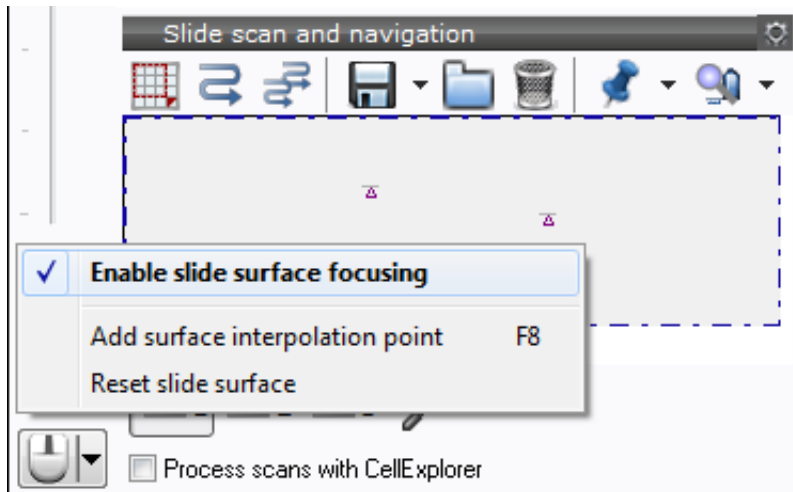 Slide scan and navigation
Enable slide surface focusing
Add surface interpolation point F8
Reset slide surface
Process scans with CellExplorer